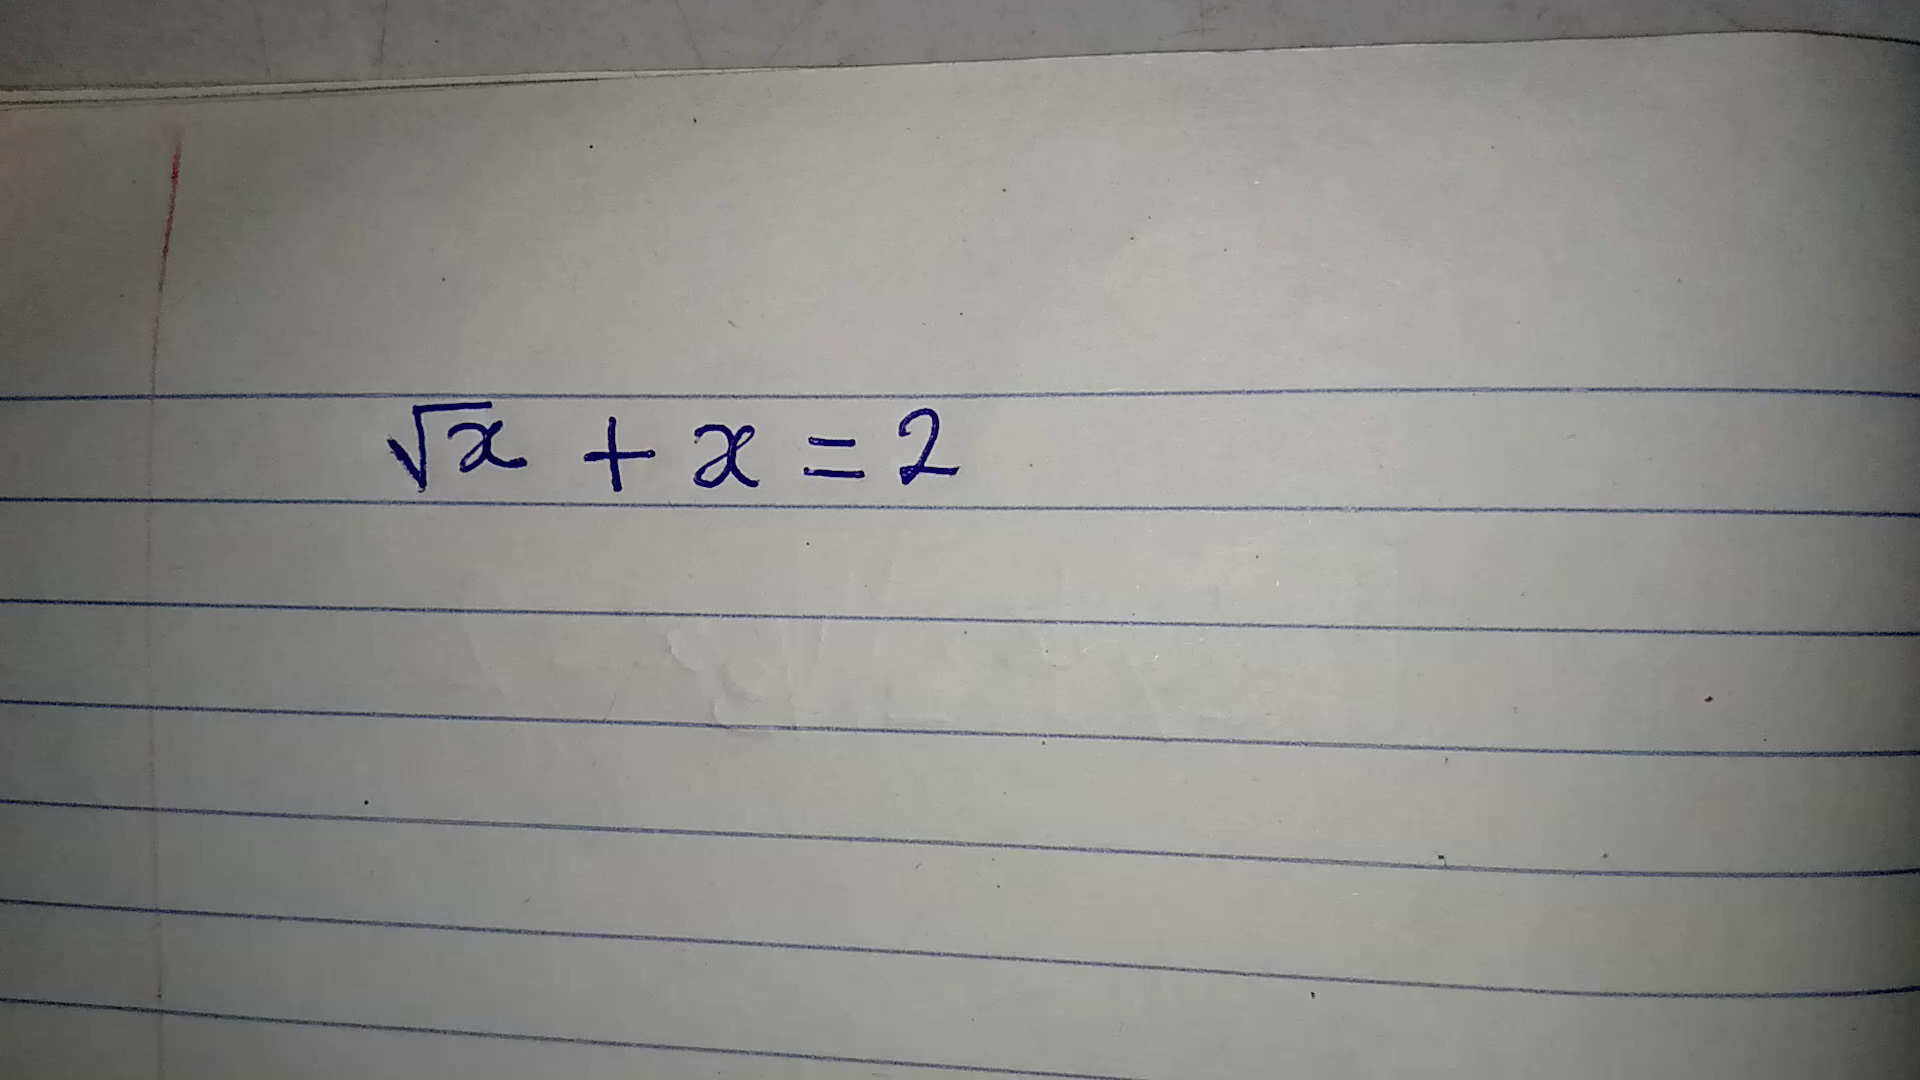 √x + x = 2